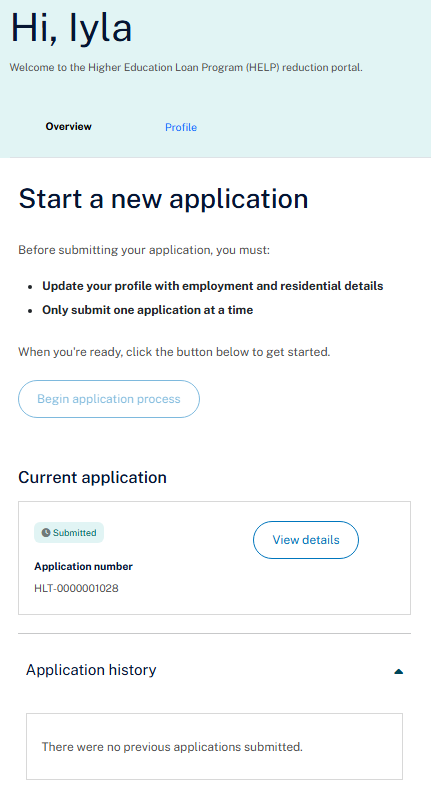 Hi, Iyla
Welcome to the Higher Education Loan Program (HELP) reduction portal.
Overview Profile
Start a new application
Before submitting your application, you must:
• Update your profile with employment and residential details
• Only submit one application at a time
When you're ready, click the button below to get started.
Begin application process
Current application
Submitted
View details
Application number
HLT-0000001028
Application history
There were no previous applications submitted.